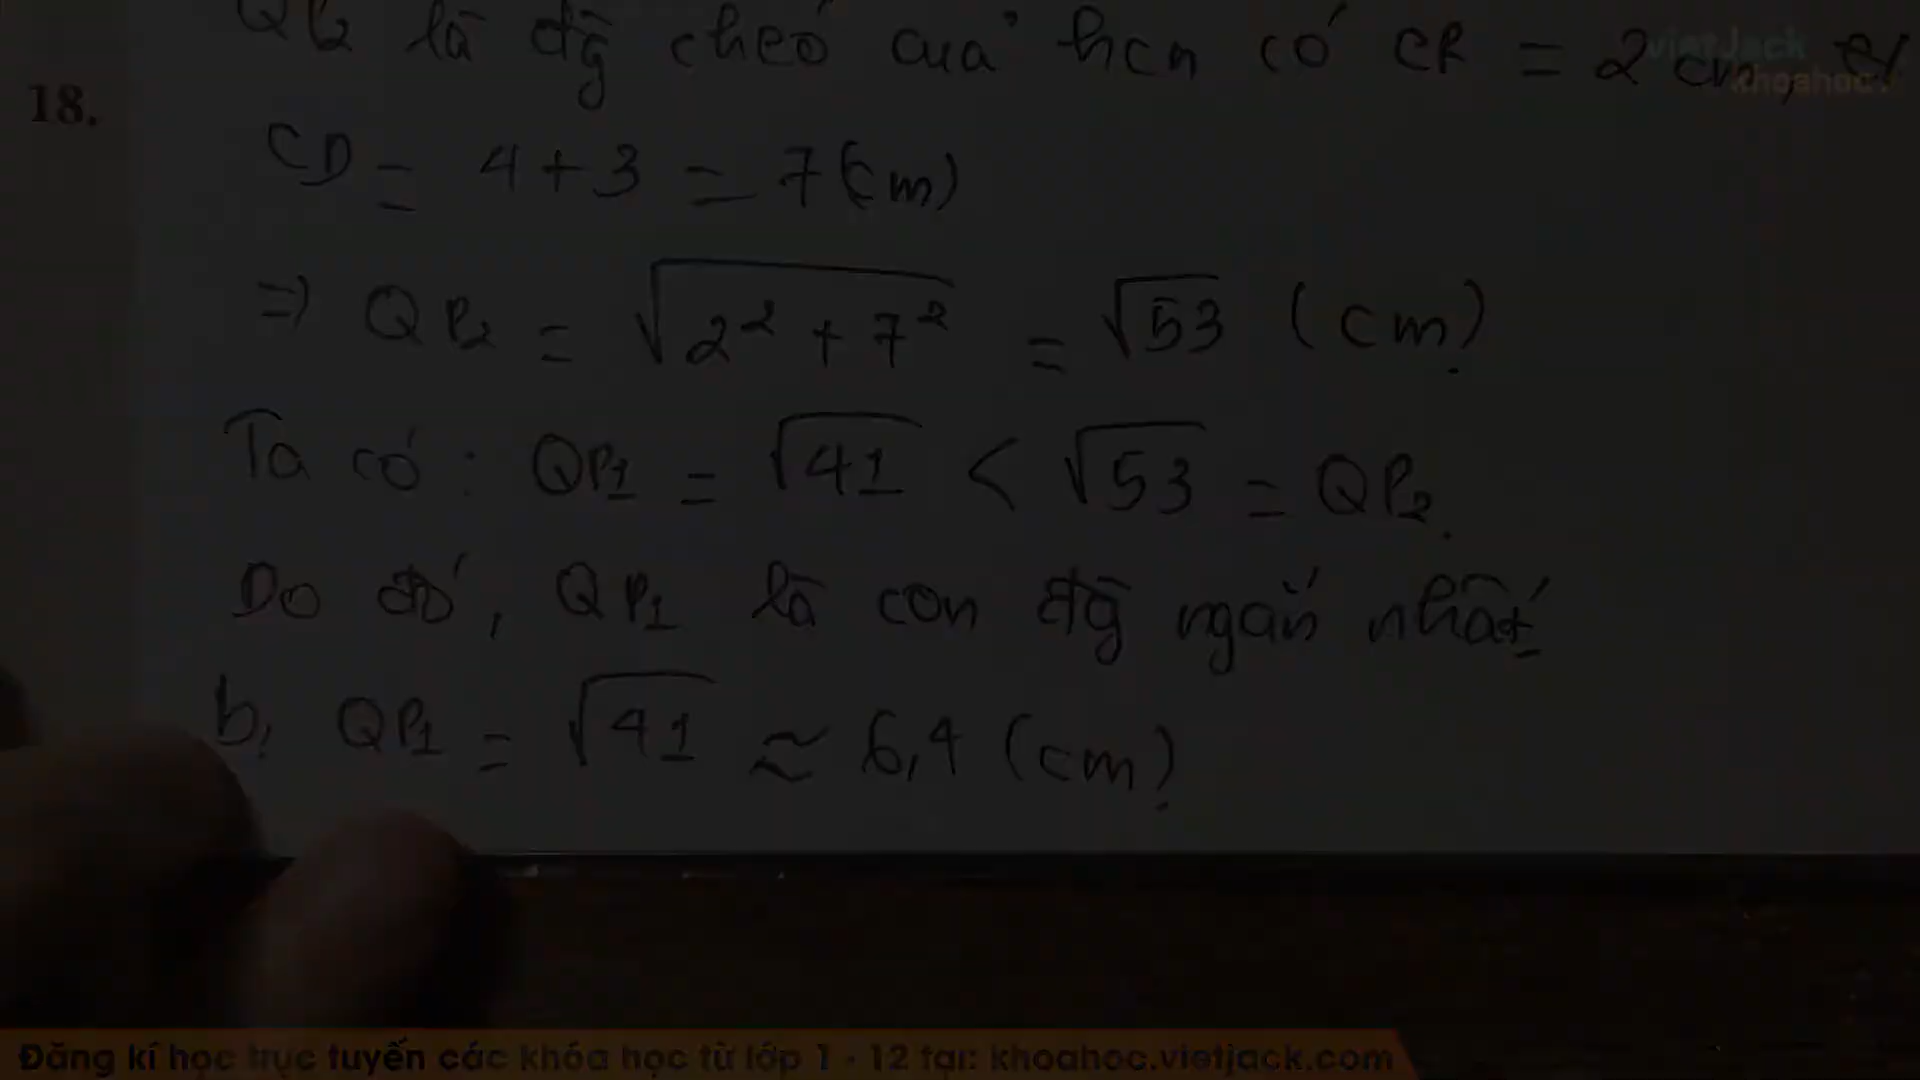 QP₂ là đg̀ chéo của hcn có CR = 2 cm,
vietJack
khoahoc
18.
CD = 4 + 3 = 7 (cm)
=> QP₂ = √(2² + 7²) = √53 (cm).
Ta có: QP₁ = √41 < √53 = QP₂.
Do đó, QP₁ là con đg̀ ngắn nhất
b, QP₁ = √41 ≈ 6,4 (cm).
Đăng kí học trực tuyến các khóa học từ lớp 1 - 12 tại: khoahoc.vietjack.com